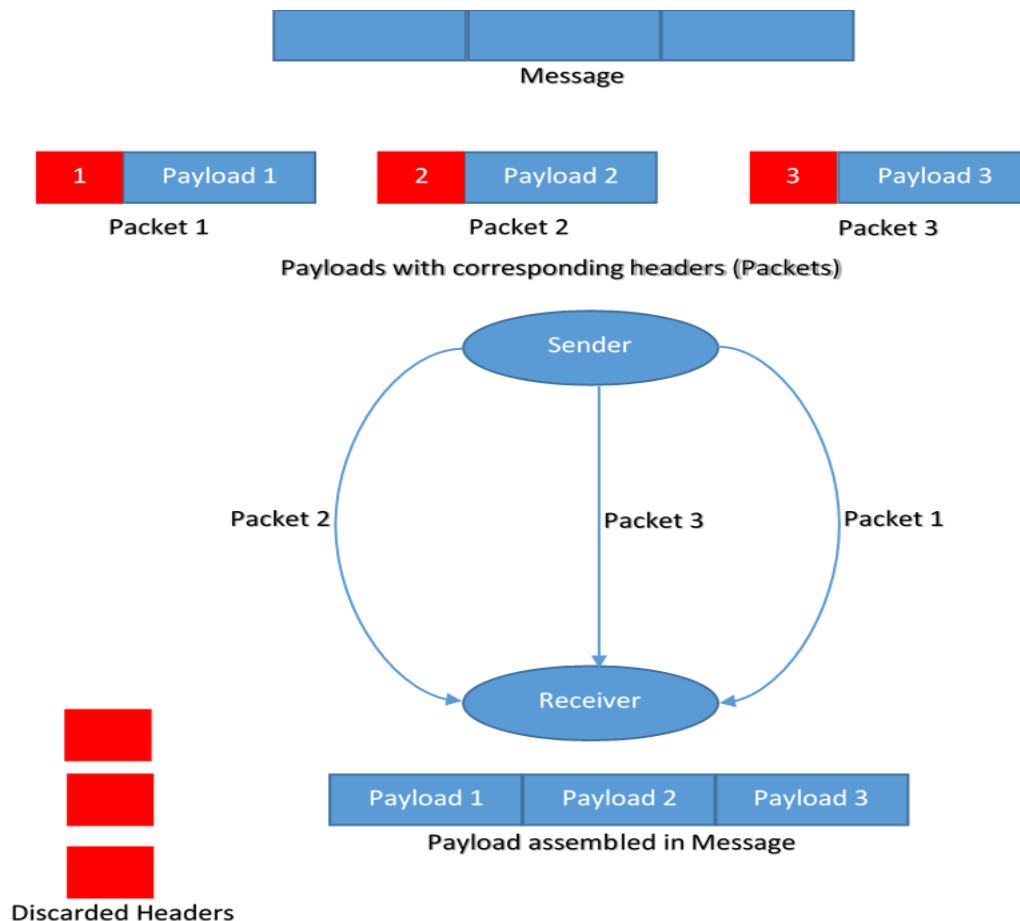 Message
1 Payload 1
2 Payload 2
3 Payload 3
Packet 1
Packet 2
Packet 3
Payloads with corresponding headers (Packets)
Sender
Packet 2
Packet 3
Packet 1
Receiver
Payload 1
Payload 2
Payload 3
Payload assembled in Message
Discarded Headers